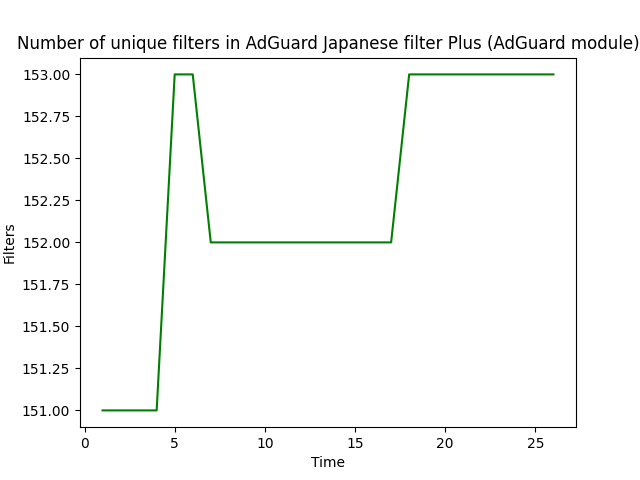 Number of unique filters in AdGuard Japanese filter Plus (AdGuard module)
153.00
152.75
152.50
152.25
152.00
151.75
151.50
151.25
151.00
Filters
0 5 10 15 20 25
Time